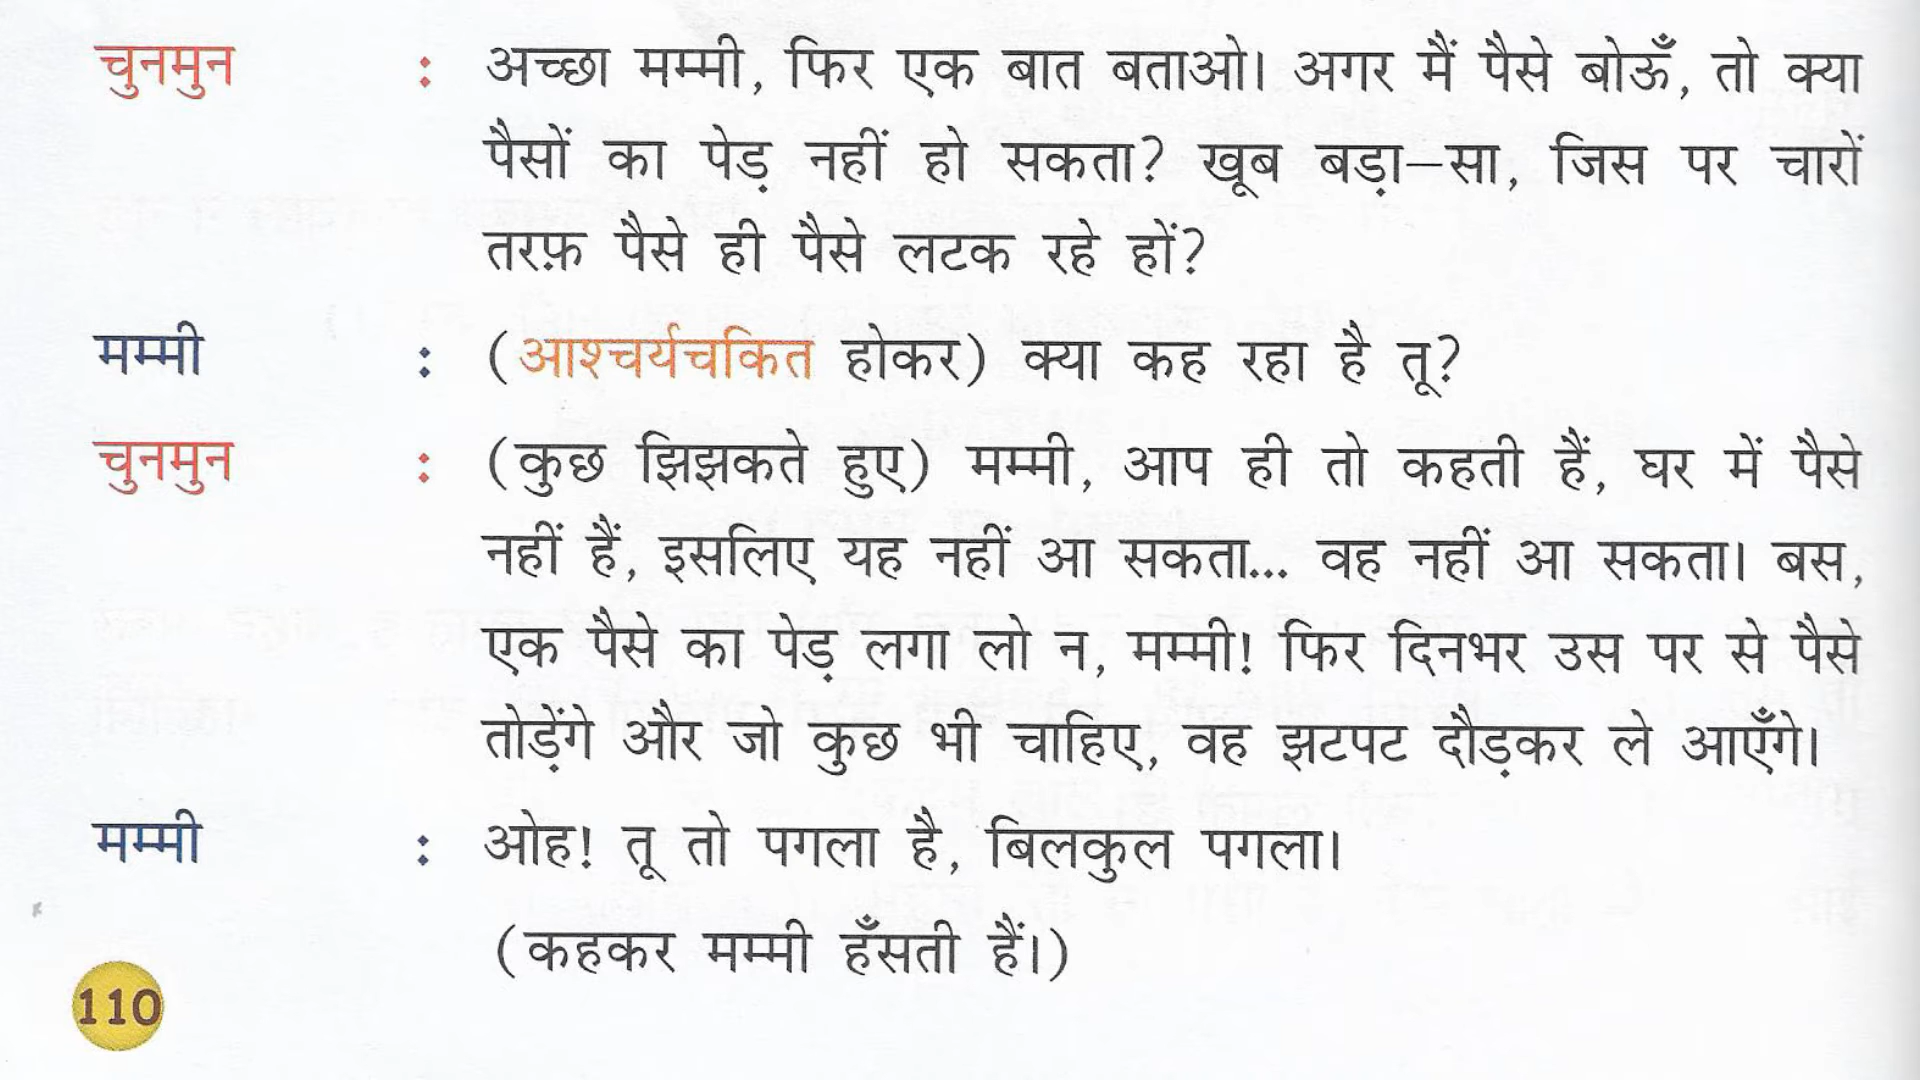 चुनमुन : अच्छा मम्मी, फिर एक बात बताओ। अगर मैं पैसे बोऊँ, तो क्या
पैसों का पेड़ नहीं हो सकता? खूब बड़ा–सा, जिस पर चारों
तरफ़ पैसे ही पैसे लटक रहे हों?
मम्मी : (आश्चर्यचकित होकर) क्या कह रहा है तू?
चुनमुन : (कुछ झिझकते हुए) मम्मी, आप ही तो कहती हैं, घर में पैसे
नहीं हैं, इसलिए यह नहीं आ सकता... वह नहीं आ सकता। बस,
एक पैसे का पेड़ लगा लो न, मम्मी! फिर दिनभर उस पर से पैसे
तोड़ेंगे और जो कुछ भी चाहिए, वह झटपट दौड़कर ले आएँगे।
मम्मी : ओह! तू तो पगला है, बिलकुल पगला।
(कहकर मम्मी हँसती हैं।)
110